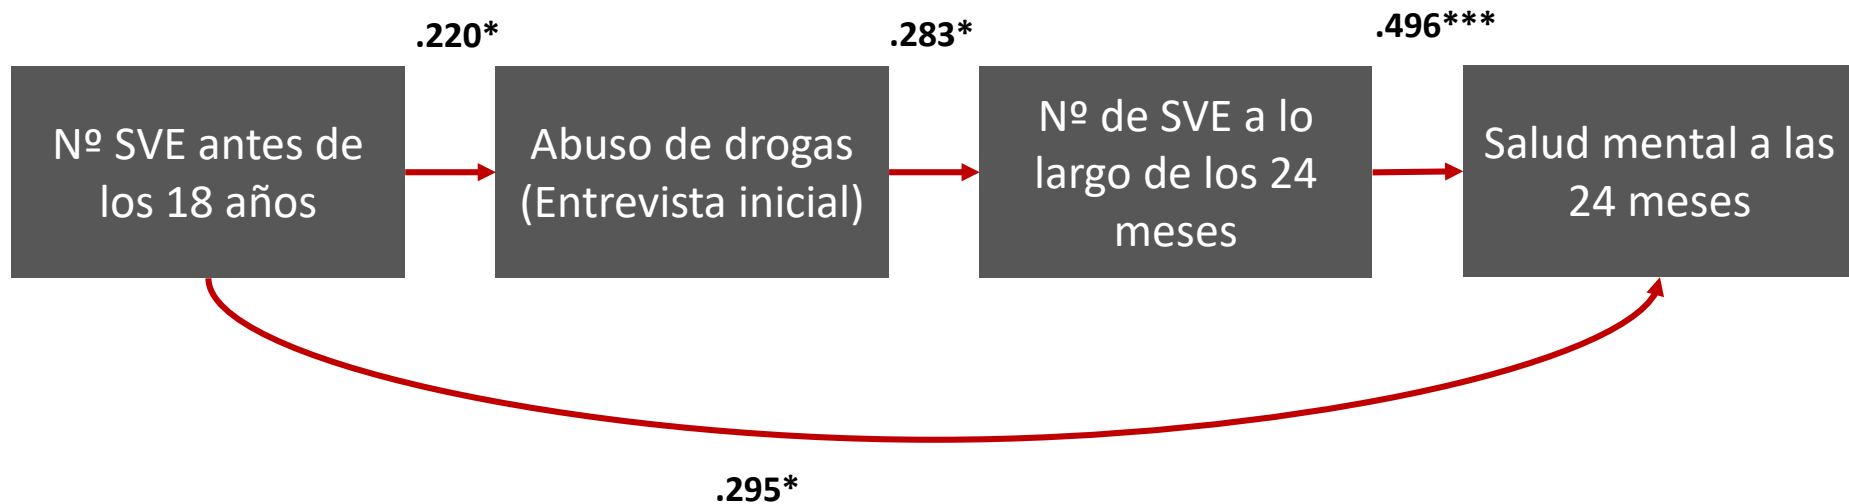 .220*
.283*
.496***
Nº SVE antes de
los 18 años
Abuso de drogas
(Entrevista inicial)
Nº de SVE a lo
largo de los 24
meses
Salud mental a las
24 meses
.295*